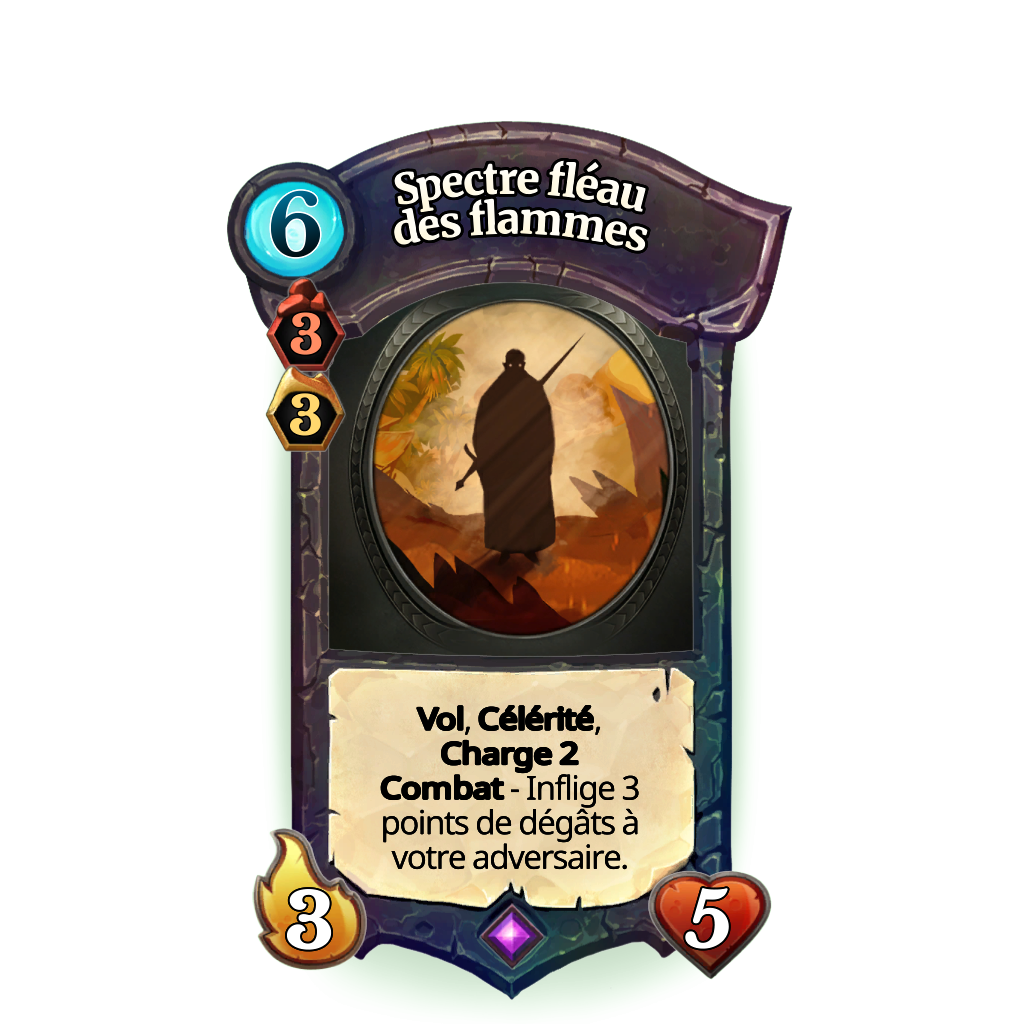 Spectre fléau
des flammes
6
3
3
Vol, Célérité,
Charge 2
Combat - Inflige 3
points de dégâts à
votre adversaire.
3
5